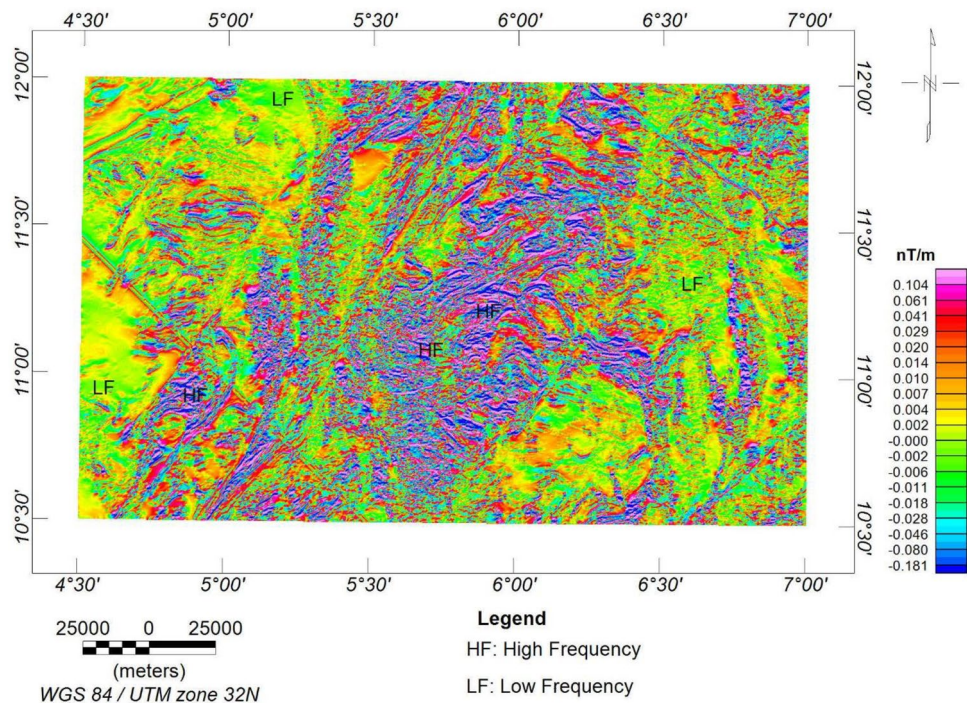 4°30' 5°00' 5°30' 6°00' 6°30' 7°00'
12°00' 12°00'
LF
N
11°30' 11°30'
nT/m
0.104
0.061
0.041
0.029
0.020
0.014
0.010
0.007
0.004
0.002
-0.000
-0.002
-0.006
-0.011
-0.018
-0.028
-0.046
-0.080
-0.181
LF
HF
HF
11°00' 11°00'
LF
HF
10°30' 10°30'
4°30' 5°00' 5°30' 6°00' 6°30' 7°00'
25000 0 25000
(meters)
WGS 84 / UTM zone 32N
Legend
HF: High Frequency
LF: Low Frequency